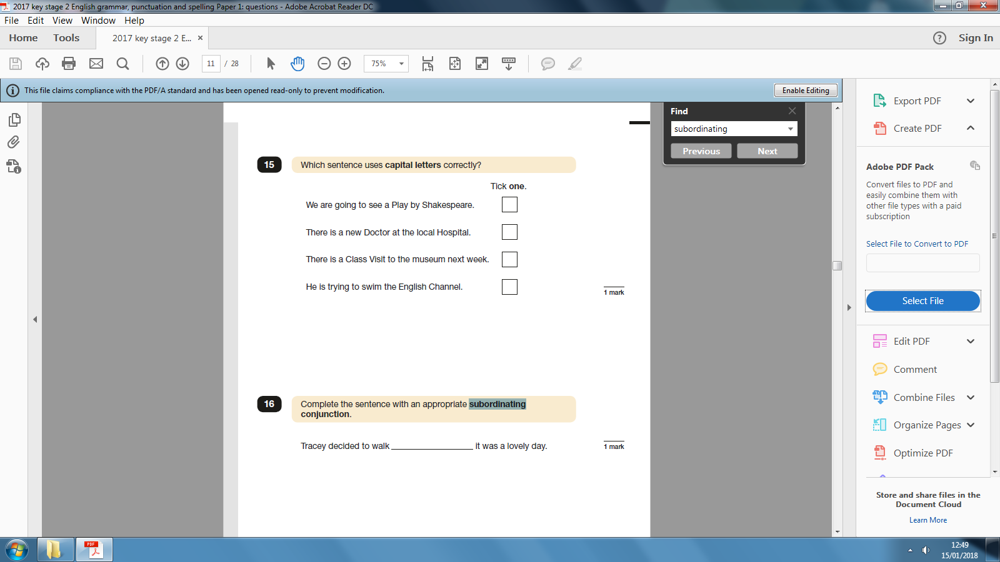 2017 key stage 2 English grammar, punctuation and spelling Paper 1: questions - Adobe Acrobat Reader DC
File Edit View Window Help
Home Tools 2017 key stage 2 E... × Sign In
11 / 28 75%
This file claims compliance with the PDF/A standard and has been opened read-only to prevent modification. Enable Editing
Find
subordinating
Previous Next
15 Which sentence uses capital letters correctly?
Tick one.
We are going to see a Play by Shakespeare.
There is a new Doctor at the local Hospital.
There is a Class Visit to the museum next week.
He is trying to swim the English Channel.
1 mark
16 Complete the sentence with an appropriate subordinating
conjunction.
Tracey decided to walk _________________ it was a lovely day.
1 mark
Export PDF
Create PDF
Adobe PDF Pack
Convert files to PDF and
easily combine them with
other file types with a paid
subscription
Select File to Convert to PDF
Select File
Edit PDF
Comment
Combine Files
Organize Pages
Optimize PDF
Store and share files in the
Document Cloud
Learn More
PDF
12:49
15/01/2018